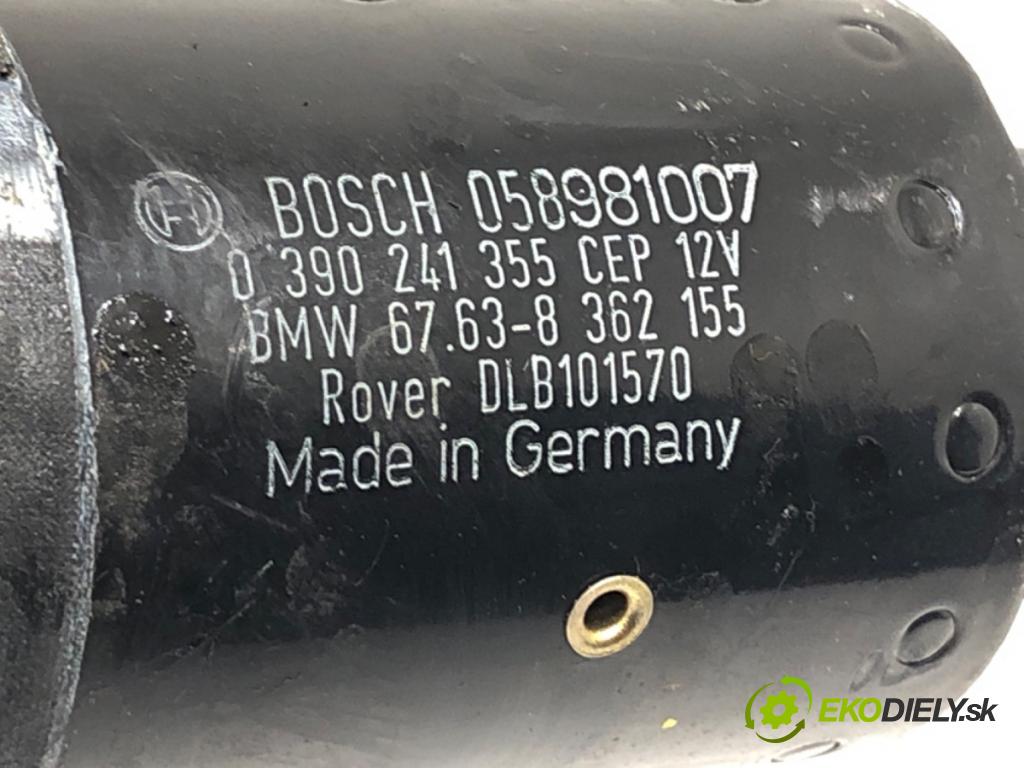 BOSCH 058981007
0 390 241 355 CEP 12V
BMW 67.63-8 362 155
Rover DLB101570
Made in Germany
EKODIELY.sk